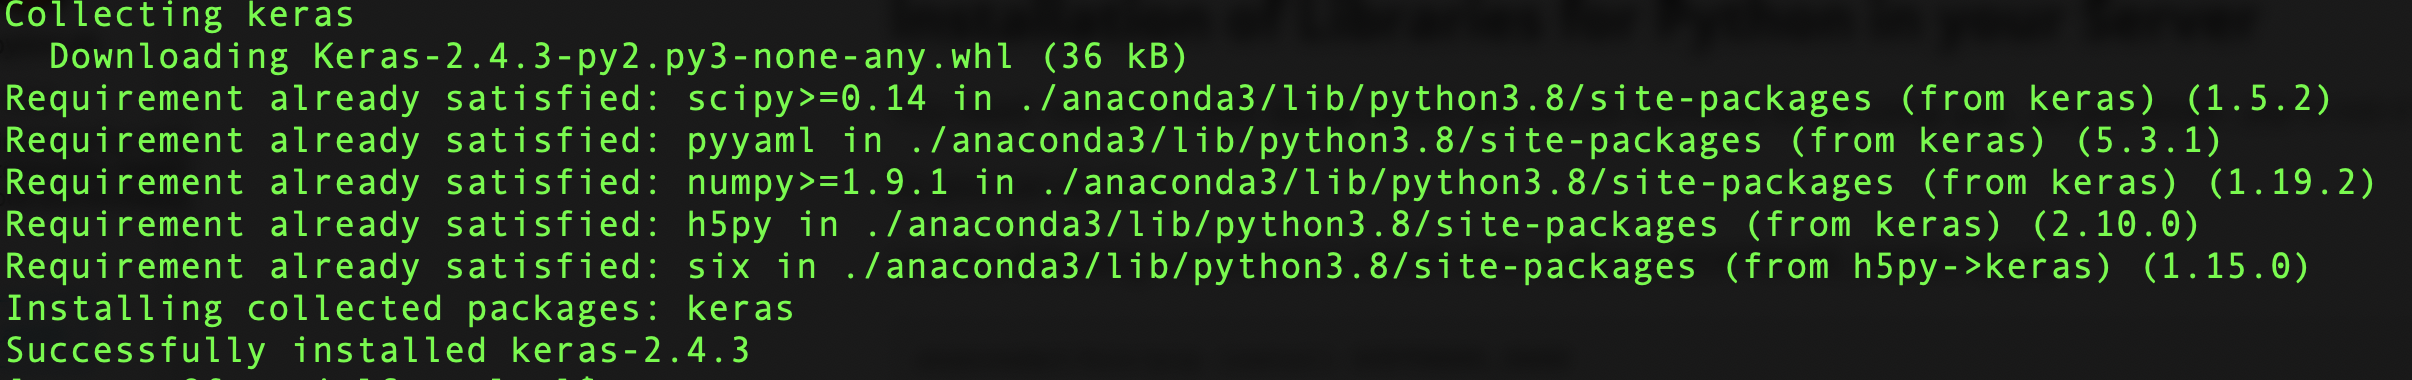 Collecting keras
  Downloading Keras-2.4.3-py2.py3-none-any.whl (36 kB)
Requirement already satisfied: scipy>=0.14 in ./anaconda3/lib/python3.8/site-packages (from keras) (1.5.2)
Requirement already satisfied: pyyaml in ./anaconda3/lib/python3.8/site-packages (from keras) (5.3.1)
Requirement already satisfied: numpy>=1.9.1 in ./anaconda3/lib/python3.8/site-packages (from keras) (1.19.2)
Requirement already satisfied: h5py in ./anaconda3/lib/python3.8/site-packages (from keras) (2.10.0)
Requirement already satisfied: six in ./anaconda3/lib/python3.8/site-packages (from h5py->keras) (1.15.0)
Installing collected packages: keras
Successfully installed keras-2.4.3